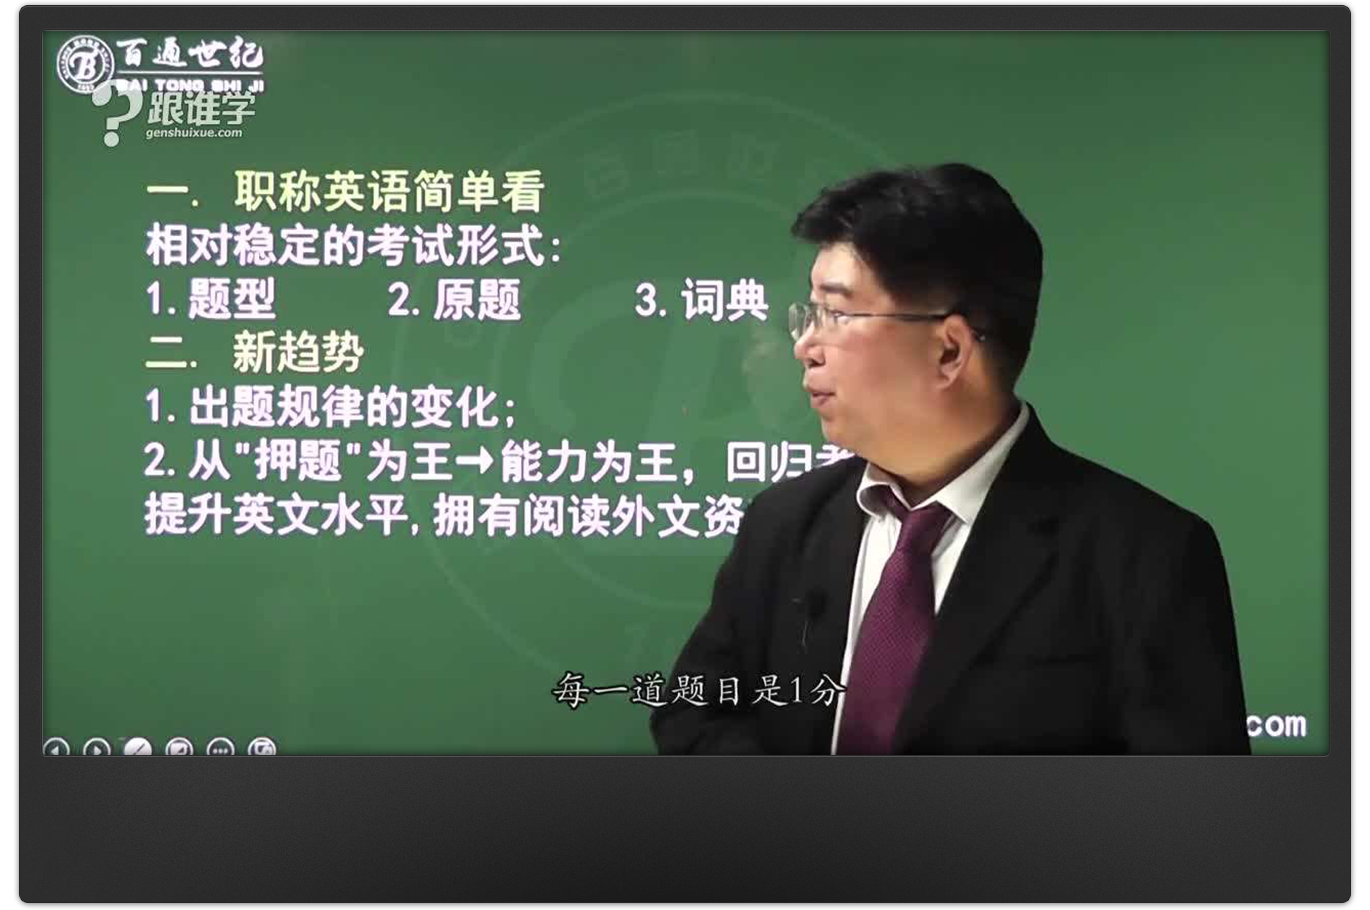 百通世纪
BAI TONG SHI JI
跟谁学
genshuixue.com
一. 职称英语简单看
相对稳定的考试形式:
1.题型 2.原题 3.词典
二. 新趋势
1.出题规律的变化;
2.从"押题"为王→能力为王，回归
提升英文水平,拥有阅读外文资
每一道题目是1分
com